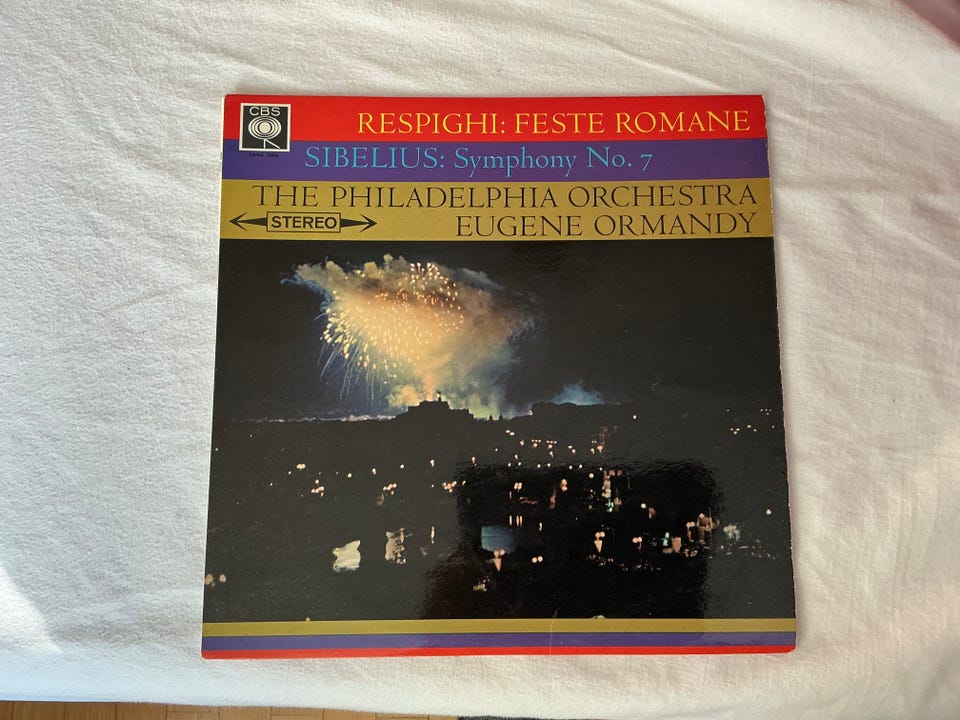 CBS
RESPIGHI: FESTE ROMANE
SIBELIUS: Symphony No. 7
THE PHILADELPHIA ORCHESTRA
STEREO
EUGENE ORMANDY